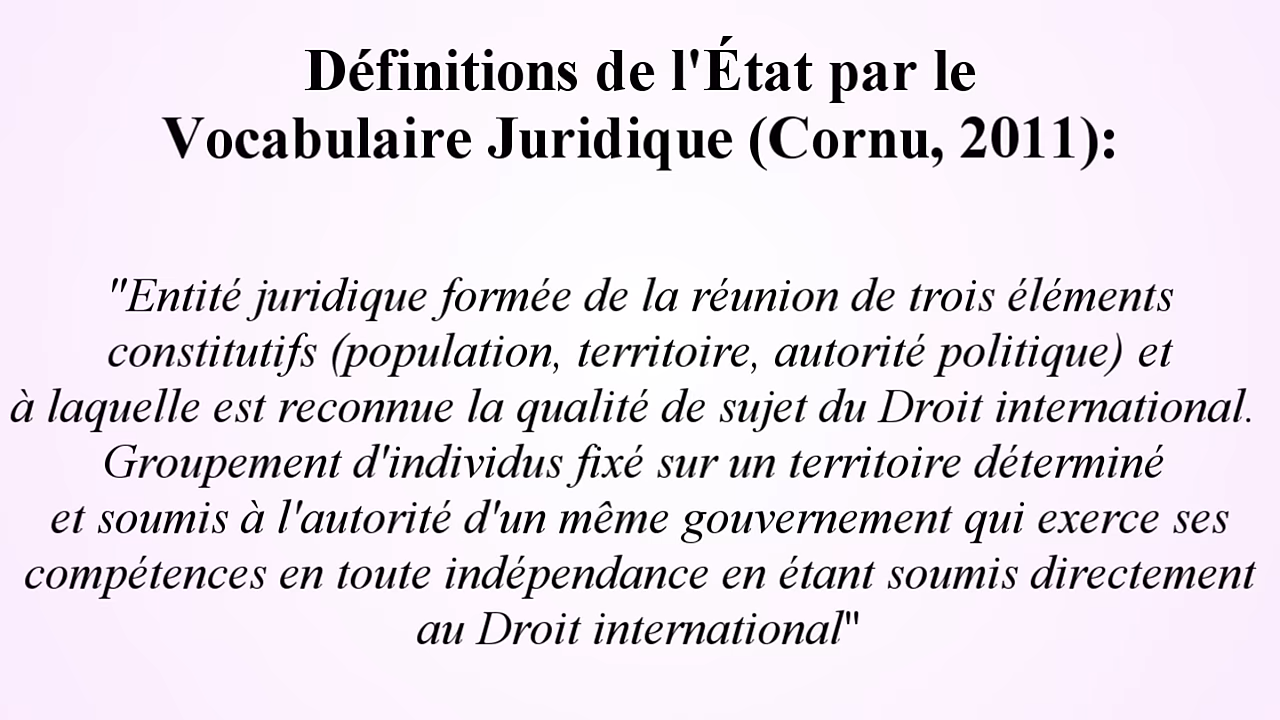 Définitions de l'État par le
Vocabulaire Juridique (Cornu, 2011):
"Entité juridique formée de la réunion de trois éléments
constitutifs (population, territoire, autorité politique) et
à laquelle est reconnue la qualité de sujet du Droit international.
Groupement d'individus fixé sur un territoire déterminé
et soumis à l'autorité d'un même gouvernement qui exerce ses
compétences en toute indépendance en étant soumis directement
au Droit international"